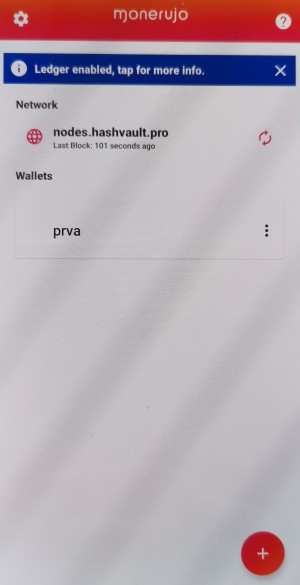 monerujo
Ledger enabled, tap for more info.
Network
nodes.hashvault.pro
Last Block: 101 seconds ago
Wallets
prva